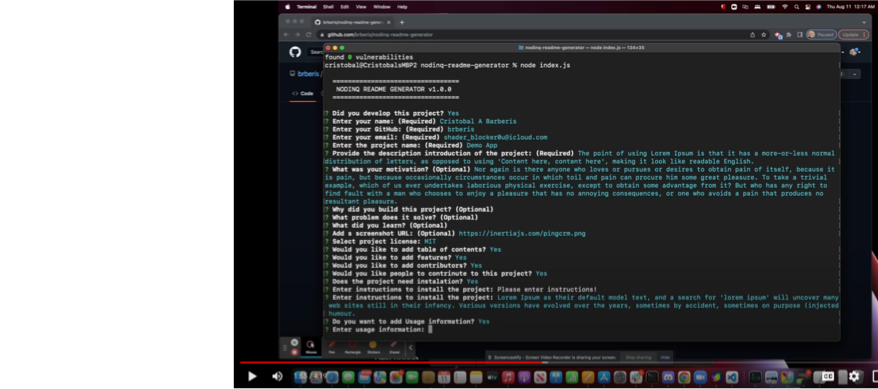 Terminal Shell Edit View Window Help
Thu Aug 11 12:17 AM
brberis/nodinq-readme-generator
github.com/brberis/nodinq-readme-generator
Paused
Update
brberis /
Code
nodinq-readme-generator — node index.js — 134×35
found 0 vulnerabilities
cristobal@CristobalsMBP2 nodinq-readme-generator % node index.js
================================
NODINQ README GENERATOR v1.0.0
================================
? Did you develop this project? Yes
? Enter your name: (Required) Cristobal A Barberis
? Enter your GitHub: (Required) brberis
? Enter your email: (Required) shader_blocker0u@icloud.com
? Enter the project name: (Required) Demo App
? Provide the description introduction of the project: (Required) The point of using Lorem Ipsum is that it has a more-or-less normal
distribution of letters, as opposed to using 'Content here, content here', making it look like readable English.
? What was your motivation? (Optional) Nor again is there anyone who loves or pursues or desires to obtain pain of itself, because it
is pain, but because occasionally circumstances occur in which toil and pain can procure him some great pleasure. To take a trivial
example, which of us ever undertakes laborious physical exercise, except to obtain some advantage from it? But who has any right to
find fault with a man who chooses to enjoy a pleasure that has no annoying consequences, or one who avoids a pain that produces no
resultant pleasure.
? Why did you build this project? (Optional)
? What problem does it solve? (Optional)
? What did you learn? (Optional)
? Add a screenshot URL: (Optional) https://inertiajs.com/pingcrm.png
? Select project license: MIT
? Would you like to add table of contents? Yes
? Would you like to add features? Yes
? Would you like to add contributors? Yes
? Would you like people to contrinute to this project? Yes
? Does the project need instalation? Yes
? Enter instructions to install the project: Please enter instructions!
? Enter instructions to install the project: Lorem Ipsum as their default model text, and a search for 'lorem ipsum' will uncover many
web sites still in their infancy. Various versions have evolved over the years, sometimes by accident, sometimes on purpose (injected
humour.
? Do you want to add Usage information? Yes
? Enter usage information:
Mouse Pen Rectangle Stickers Eraser
Screencastify - Screen Video Recorder is sharing your screen. Stop sharing Hide
CC